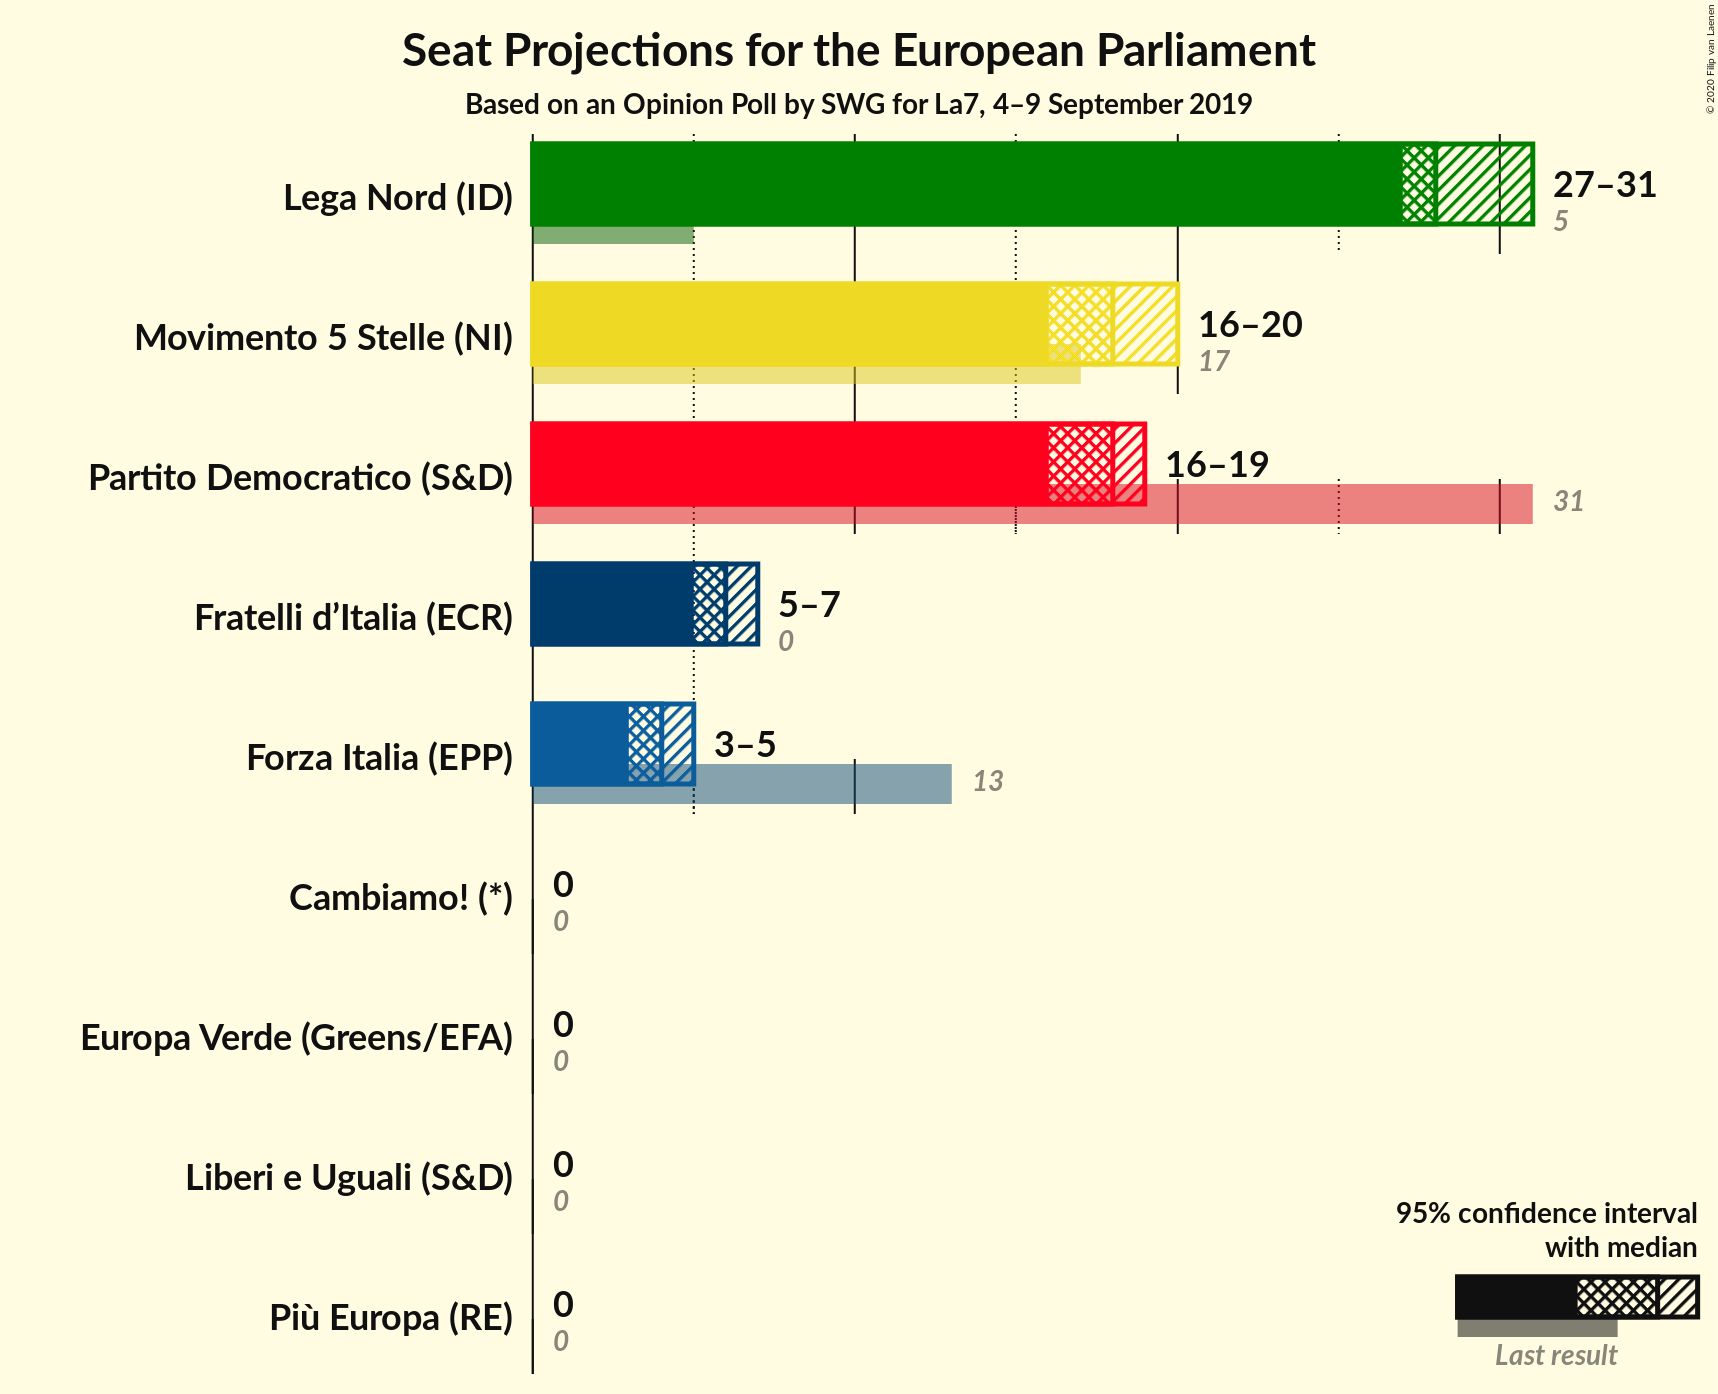 Seat Projections for the European Parliament
Based on an Opinion Poll by SWG for La7, 4–9 September 2019
© 2020 Filip van Laenen
Lega Nord (ID)
27–31
5
Movimento 5 Stelle (NI)
16–20
17
Partito Democratico (S&D)
16–19
31
Fratelli d’Italia (ECR)
5–7
0
Forza Italia (EPP)
3–5
13
Cambiamo! (*)
0
0
Europa Verde (Greens/EFA)
0
0
Liberi e Uguali (S&D)
0
0
Più Europa (RE)
0
0
95% confidence interval
with median
Last result